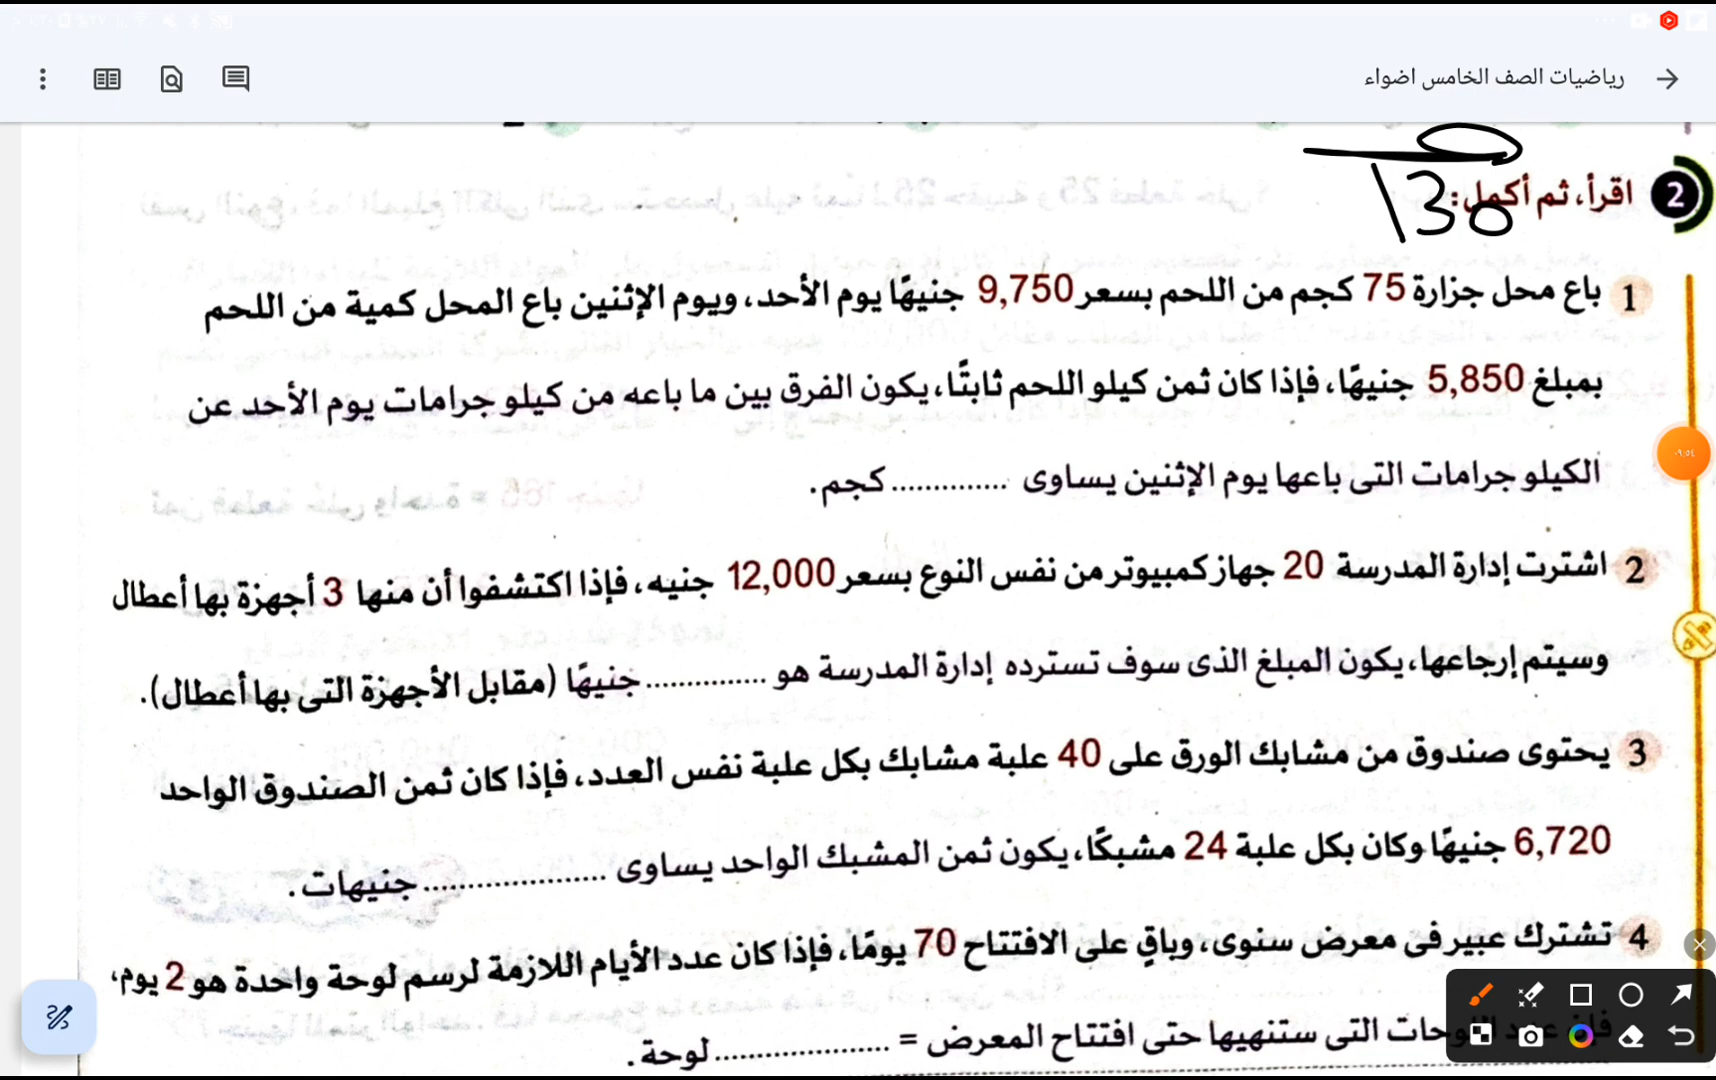 رياضيات الصف الخامس اضواء
130
2 اقرأ، ثم أكمل:
1 باع محل جزارة 75 كجم من اللحم بسعر 9,750 جنيهًا يوم الأحد، ويوم الإثنين باع المحل كمية من اللحم
بمبلغ 5,850 جنيهًا، فإذا كان ثمن كيلو اللحم ثابتًا، يكون الفرق بين ما باعه من كيلو جرامات يوم الأحد عن
الكيلو جرامات التى باعها يوم الإثنين يساوى .............. كجم.
2 اشترت إدارة المدرسة 20 جهاز كمبيوتر من نفس النوع بسعر 12,000 جنيه، فإذا اكتشفوا أن منها 3 أجهزة بها أعطال
وسيتم إرجاعها، يكون المبلغ الذى سوف تسترده إدارة المدرسة هو .............. جنيهًا (مقابل الأجهزة التى بها أعطال).
3 يحتوى صندوق من مشابك الورق على 40 علبة مشابك بكل علبة نفس العدد، فإذا كان ثمن الصندوق الواحد
6,720 جنيهًا وكان بكل علبة 24 مشبكًا، يكون ثمن المشبك الواحد يساوى ...................... جنيهات.
4 تشترك عبير فى معرض سنوى، وباقٍ على الافتتاح 70 يومًا، فإذا كان عدد الأيام اللازمة لرسم لوحة واحدة هو 2 يوم،
فإن عدد اللوحات التى ستنهيها حتى افتتاح المعرض = ..................... لوحة.